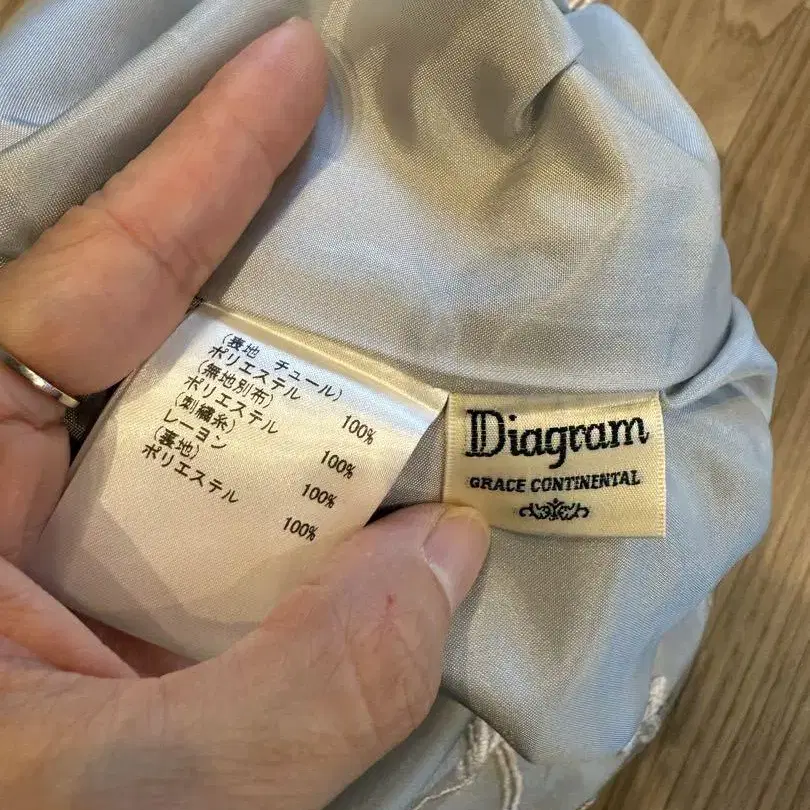 (表地 チュール)
ポリエステル 100%
(無地別布)
ポリエステル 100%
(刺繍糸)
レーヨン 100%
(裏地)
ポリエステル 100%
Diagram
GRACE CONTINENTAL